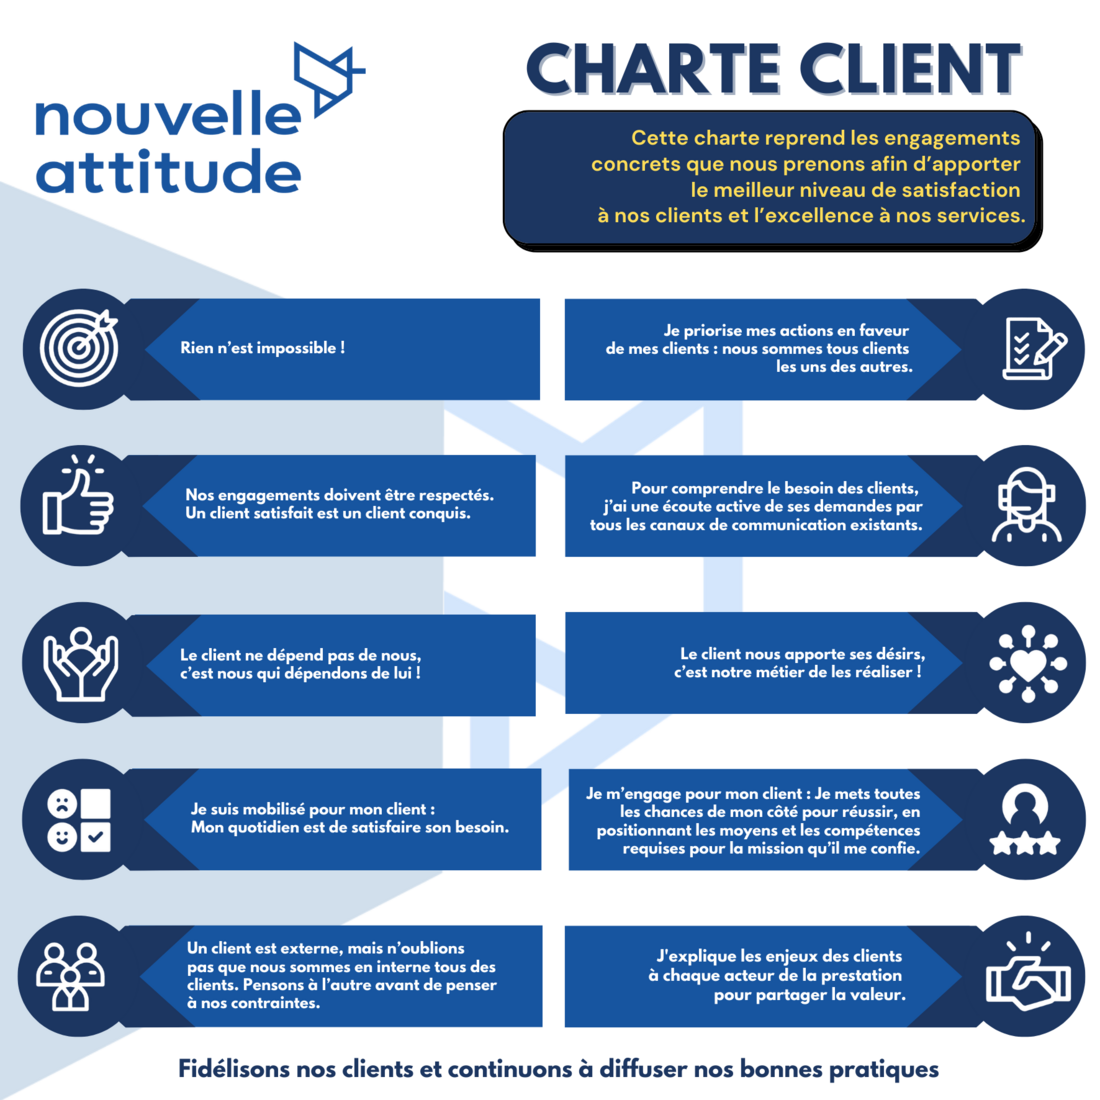 nouvelle
attitude
CHARTE CLIENT
Cette charte reprend les engagements
concrets que nous prenons afin d'apporter
le meilleur niveau de satisfaction
à nos clients et l'excellence à nos services.
Rien n'est impossible !
Je priorise mes actions en faveur
de mes clients : nous sommes tous clients
les uns des autres.
Nos engagements doivent être respectés.
Un client satisfait est un client conquis.
Pour comprendre le besoin des clients,
j'ai une écoute active de ses demandes par
tous les canaux de communication existants.
Le client ne dépend pas de nous,
c'est nous qui dépendons de lui !
Le client nous apporte ses désirs,
c'est notre métier de les réaliser !
Je suis mobilisé pour mon client :
Mon quotidien est de satisfaire son besoin.
Je m'engage pour mon client : Je mets toutes
les chances de mon côté pour réussir, en
positionnant les moyens et les compétences
requises pour la mission qu'il me confie.
Un client est externe, mais n'oublions
pas que nous sommes en interne tous des
clients. Pensons à l'autre avant de penser
à nos contraintes.
J'explique les enjeux des clients
à chaque acteur de la prestation
pour partager la valeur.
Fidélisons nos clients et continuons à diffuser nos bonnes pratiques